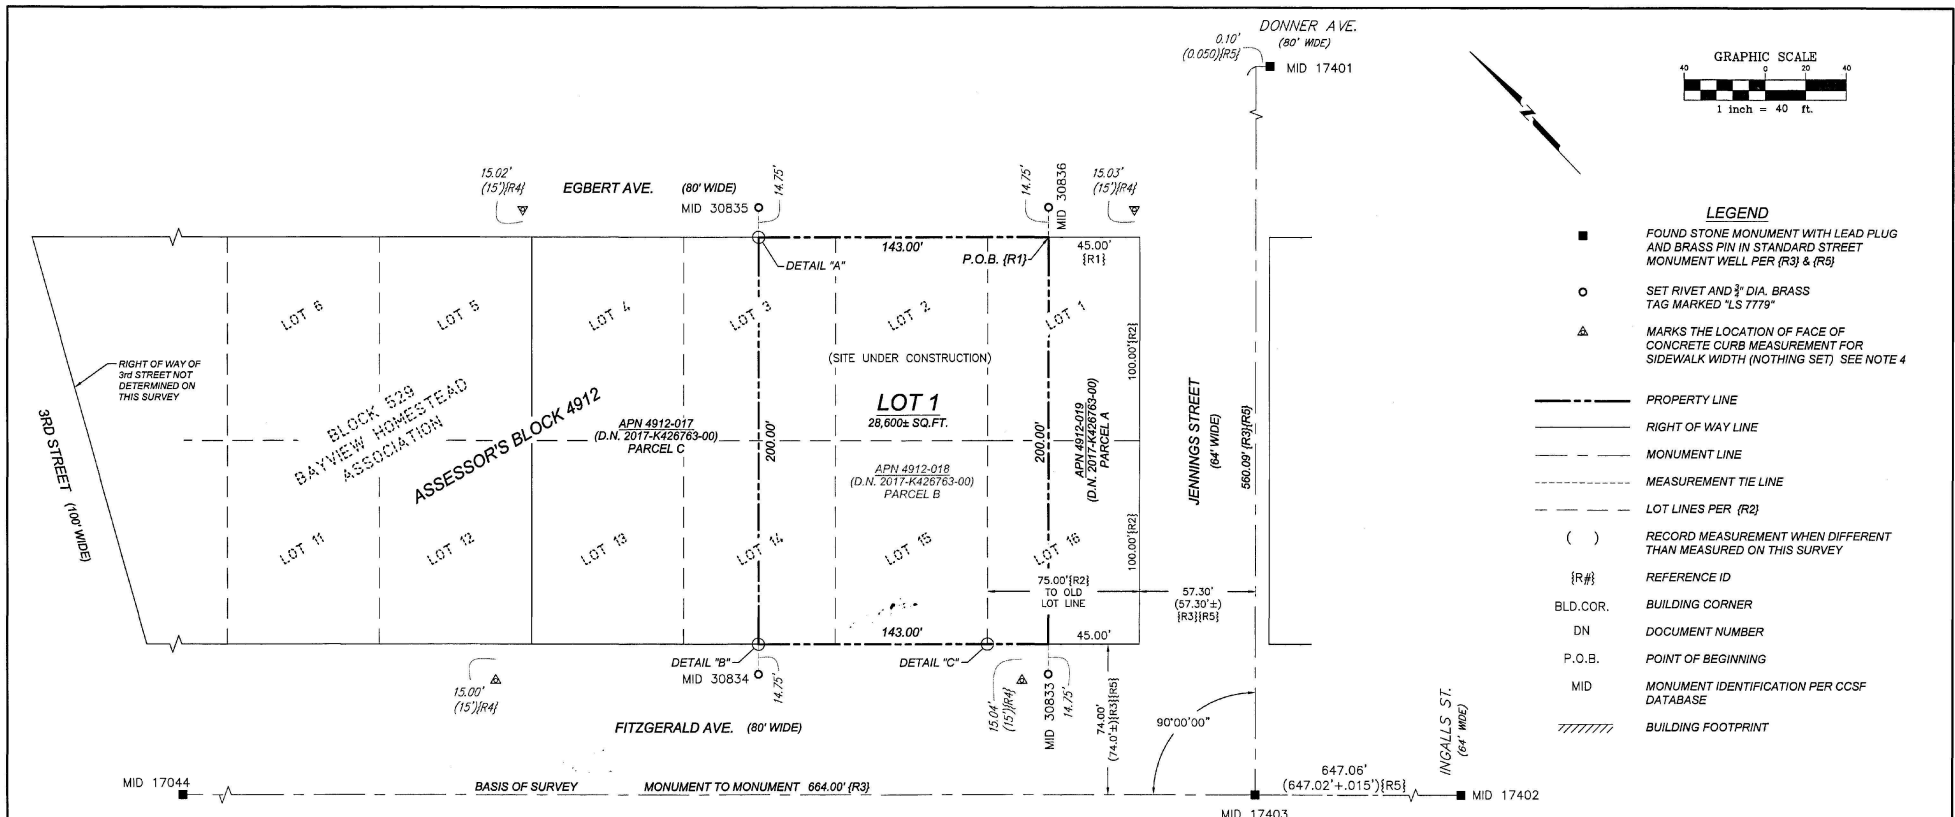 DONNER AVE.
(80' WIDE)
0.10'
(0.050){R5}
MID 17401
GRAPHIC SCALE
40 0 20 40
1 inch = 40 ft.
N
15.02'
(15'){R4}
EGBERT AVE. (80' WIDE)
MID 30835
14.75'
14.75'
MID 30836
15.03'
(15'){R4}
143.00'
P.O.B. {R1}
45.00'
{R1}
DETAIL "A"
LOT 6
LOT 5
LOT 4
LOT 3
LOT 2
LOT 1
RIGHT OF WAY OF
3rd STREET NOT
DETERMINED ON
THIS SURVEY
3RD STREET (100' WIDE)
BLOCK 529
BAYVIEW HOMESTEAD
ASSOCIATION
ASSESSOR'S BLOCK 4912
APN 4912-017
(D.N. 2017-K426763-00)
PARCEL C
200.00'
(SITE UNDER CONSTRUCTION)
LOT 1
28,600± SQ.FT.
APN 4912-018
(D.N. 2017-K426763-00)
PARCEL B
200.00'
APN 4912-019
(D.N. 2017-K426763-00)
PARCEL A
100.00'{R2}
100.00'{R2}
JENNINGS STREET
(64' WIDE)
560.09' {R3}{R5}
LOT 11
LOT 12
LOT 13
LOT 14
LOT 15
LOT 16
75.00'{R2}
TO OLD
LOT LINE
57.30'
(57.30'±)
{R3}{R5}
143.00'
45.00'
DETAIL "B"
MID 30834
14.75'
DETAIL "C"
15.00'
(15'){R4}
15.04'
(15'){R4}
MID 30833
14.75'
74.00'
(74.0'±){R3}{R5}
90°00'00"
FITZGERALD AVE. (80' WIDE)
MID 17044
BASIS OF SURVEY MONUMENT TO MONUMENT 664.00' {R3}
647.06'
(647.02'+.015'){R5}
INGALLS ST.
(64' WIDE)
MID 17402
MID 17403
LEGEND
FOUND STONE MONUMENT WITH LEAD PLUG
AND BRASS PIN IN STANDARD STREET
MONUMENT WELL PER {R3} & {R5}
SET RIVET AND ¾" DIA. BRASS
TAG MARKED "LS 7779"
MARKS THE LOCATION OF FACE OF
CONCRETE CURB MEASUREMENT FOR
SIDEWALK WIDTH (NOTHING SET) SEE NOTE 4
PROPERTY LINE
RIGHT OF WAY LINE
MONUMENT LINE
MEASUREMENT TIE LINE
LOT LINES PER {R2}
( ) RECORD MEASUREMENT WHEN DIFFERENT
THAN MEASURED ON THIS SURVEY
{R#} REFERENCE ID
BLD.COR. BUILDING CORNER
DN DOCUMENT NUMBER
P.O.B. POINT OF BEGINNING
MID MONUMENT IDENTIFICATION PER CCSF
DATABASE
BUILDING FOOTPRINT